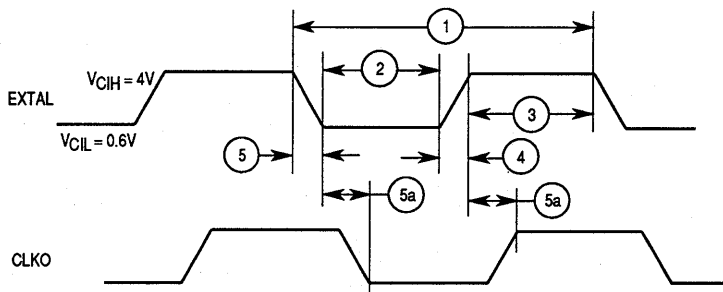 1
2
V_CIH = 4V
EXTAL
3
V_CIL = 0.6V
5
4
5a
5a
CLKO